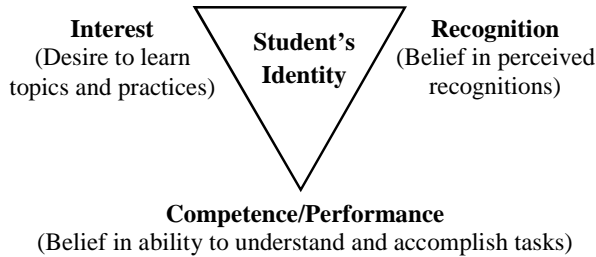 Interest
(Desire to learn
topics and practices)
Student's
Identity
Recognition
(Belief in perceived
recognitions)
Competence/Performance
(Belief in ability to understand and accomplish tasks)